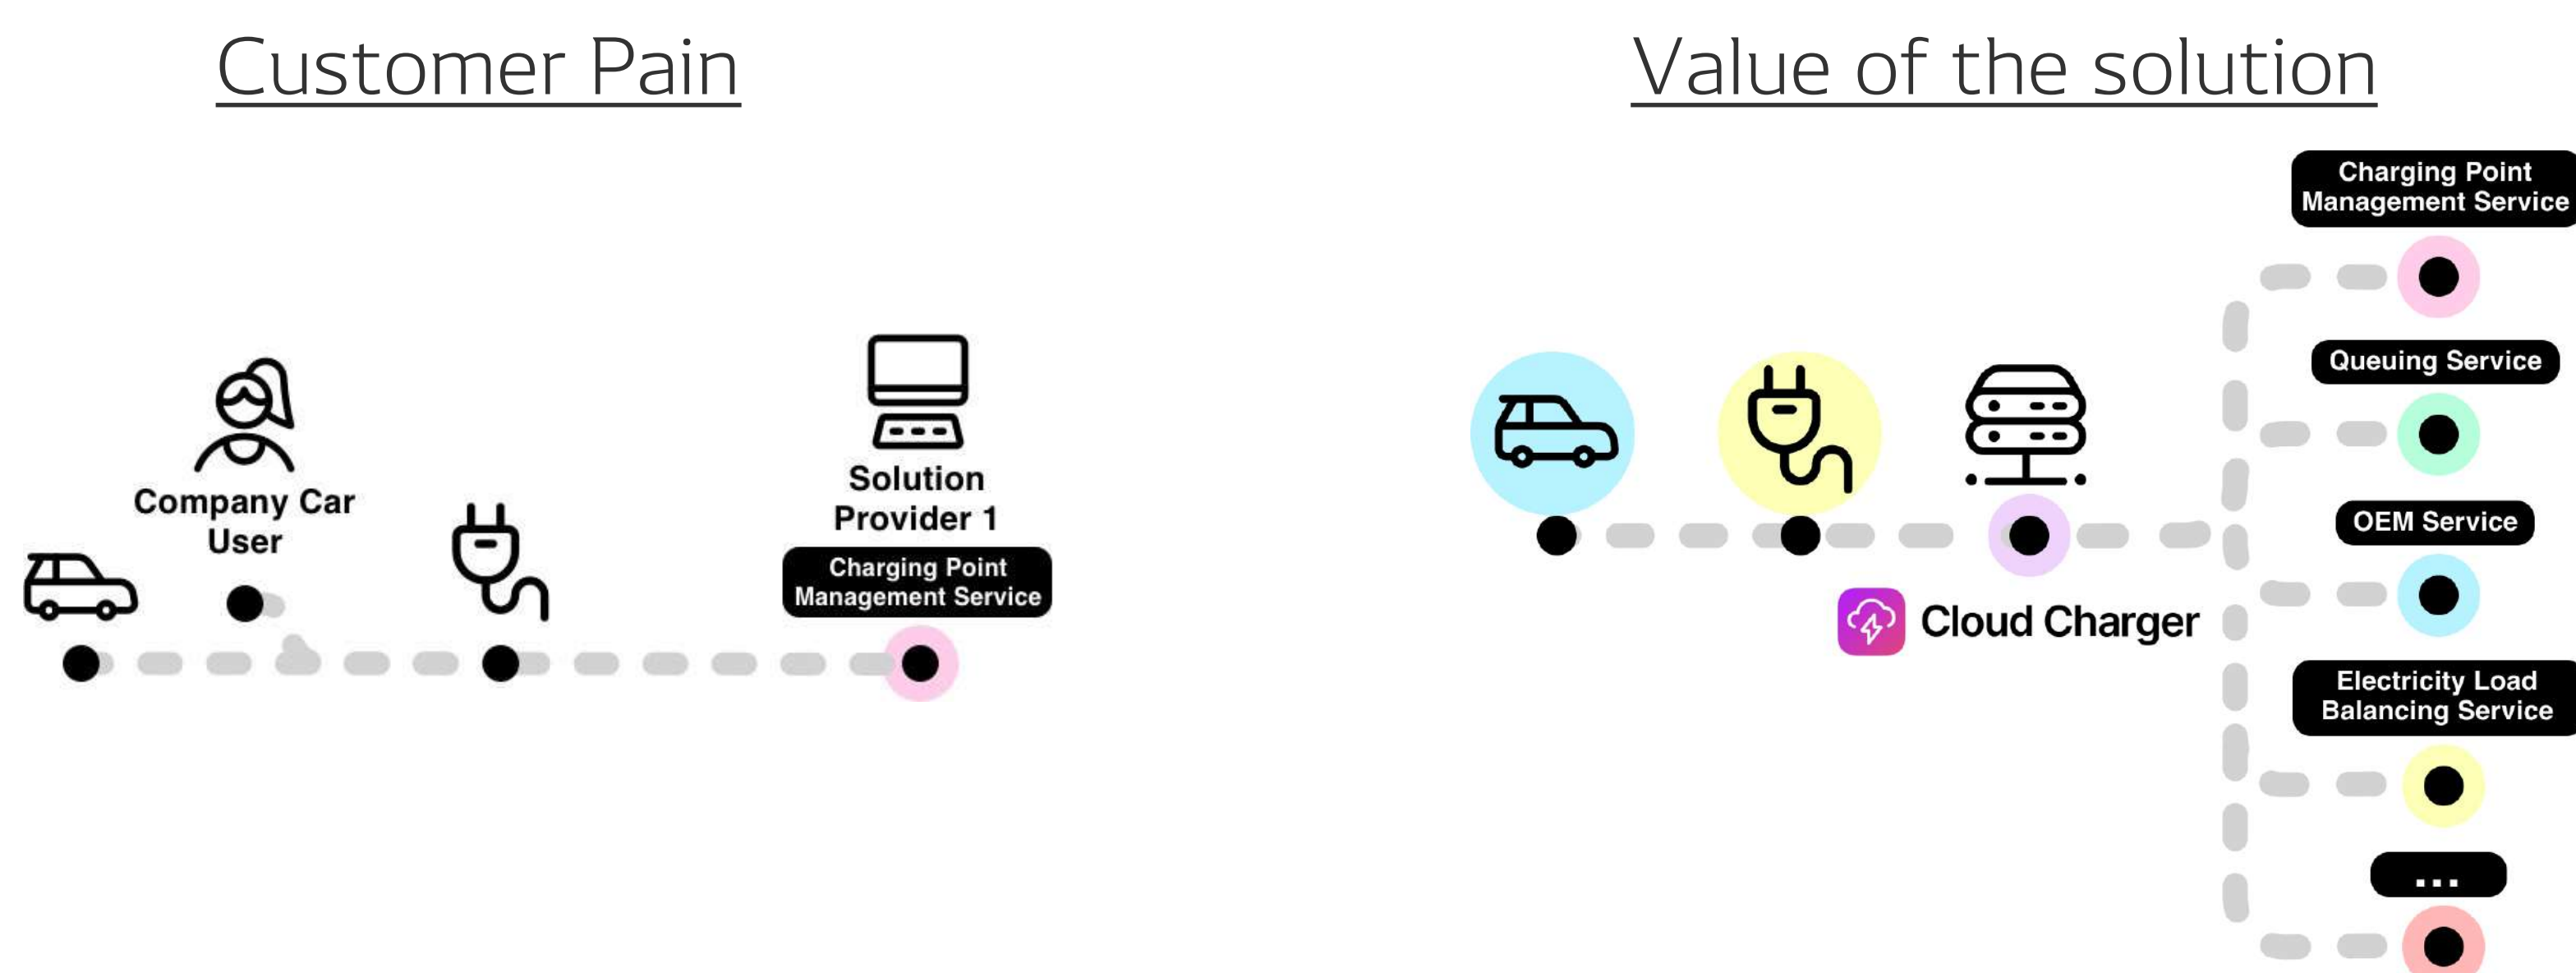 Customer Pain
Company Car
User
Solution
Provider 1
Charging Point
Management Service
Value of the solution
Cloud Charger
Charging Point
Management Service
Queuing Service
OEM Service
Electricity Load
Balancing Service
...